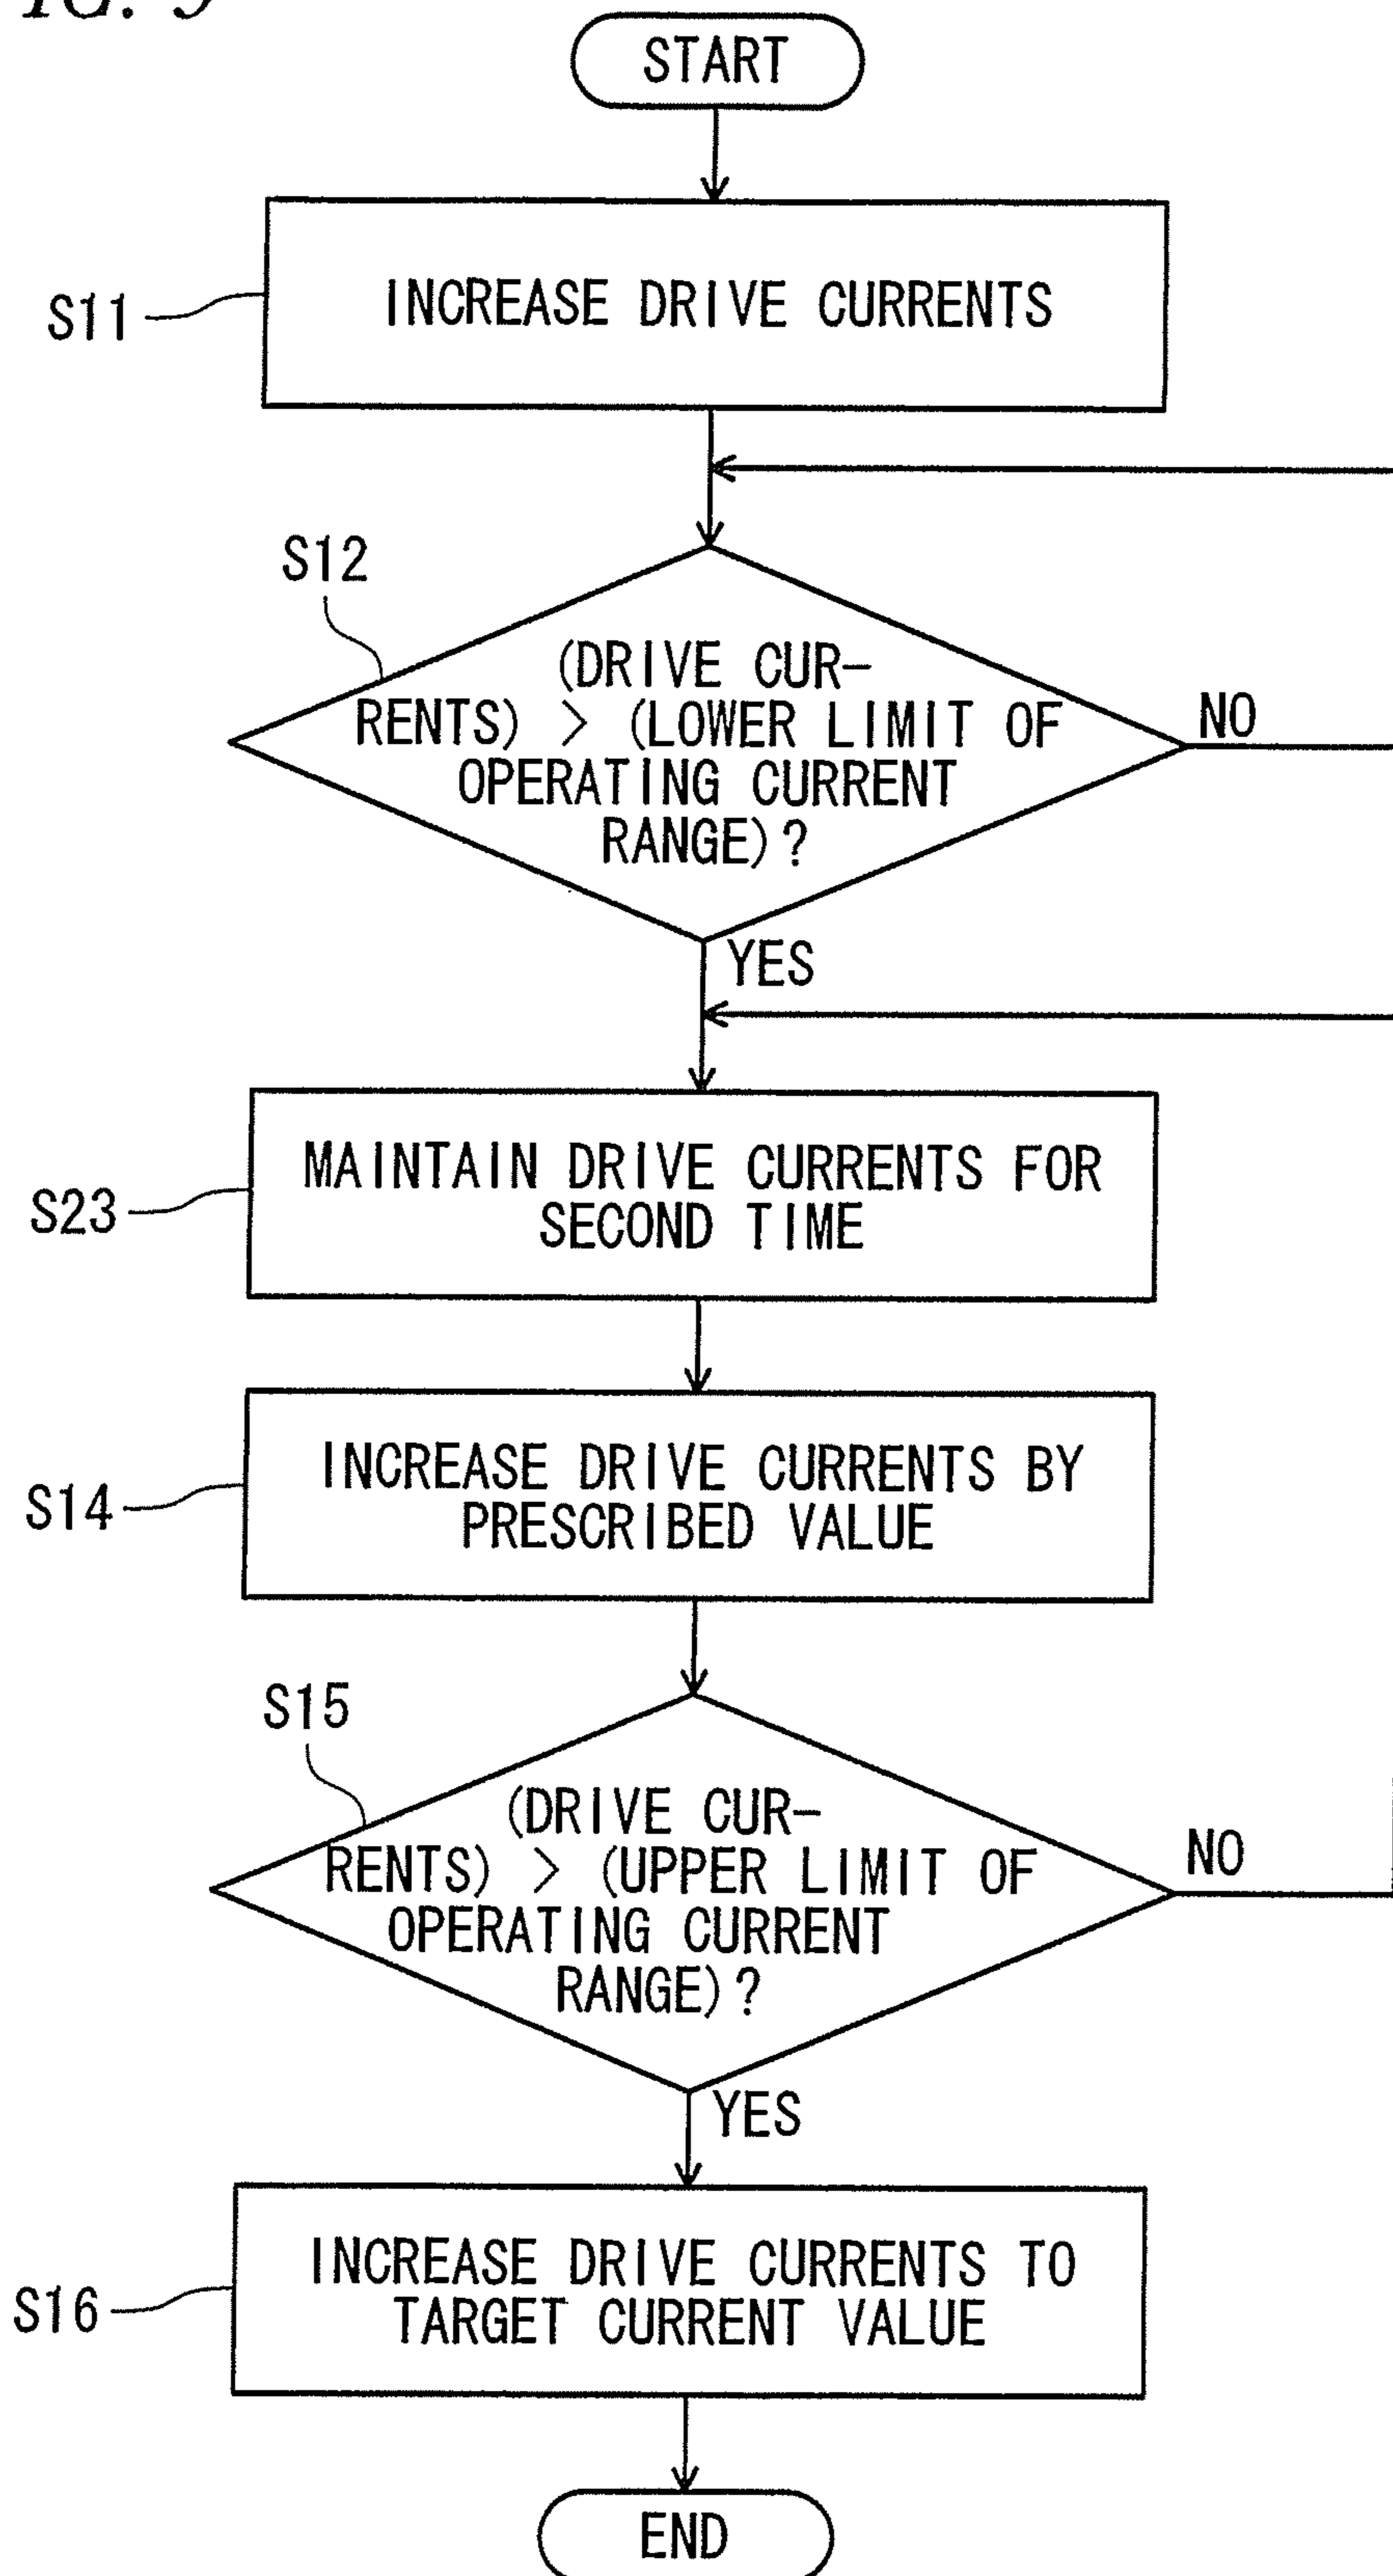 START
S11
INCREASE DRIVE CURRENTS
S12
(DRIVE CUR-
RENTS) > (LOWER LIMIT OF
OPERATING CURRENT
RANGE)?
NO
YES
S23
MAINTAIN DRIVE CURRENTS FOR
SECOND TIME
S14
INCREASE DRIVE CURRENTS BY
PRESCRIBED VALUE
S15
(DRIVE CUR-
RENTS) > (UPPER LIMIT OF
OPERATING CURRENT
RANGE)?
NO
YES
S16
INCREASE DRIVE CURRENTS TO
TARGET CURRENT VALUE
END